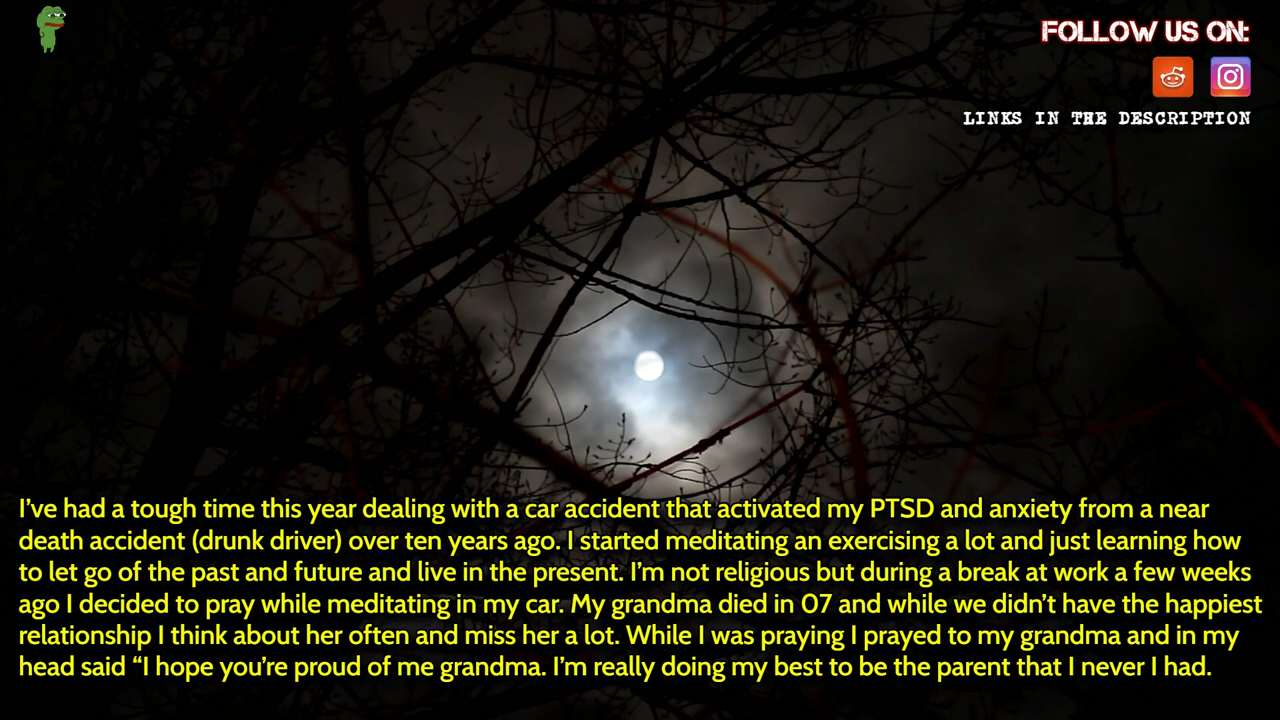 FOLLOW US ON:
LINKS IN THE DESCRIPTION
I’ve had a tough time this year dealing with a car accident that activated my PTSD and anxiety from a near
death accident (drunk driver) over ten years ago. I started meditating an exercising a lot and just learning how
to let go of the past and future and live in the present. I’m not religious but during a break at work a few weeks
ago I decided to pray while meditating in my car. My grandma died in 07 and while we didn’t have the happiest
relationship I think about her often and miss her a lot. While I was praying I prayed to my grandma and in my
head said “I hope you’re proud of me grandma. I’m really doing my best to be the parent that I never I had.